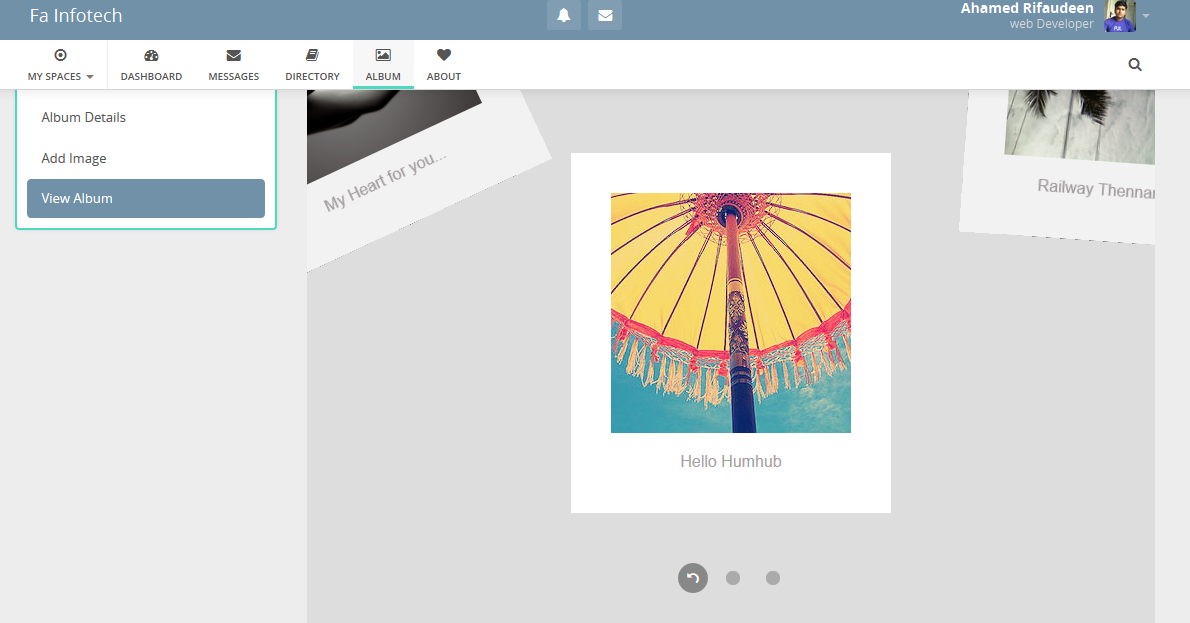 Fa Infotech
Ahamed Rifaudeen
web Developer
MY SPACES
DASHBOARD
MESSAGES
DIRECTORY
ALBUM
ABOUT
Album Details
Add Image
View Album
My Heart for you...
Railway Thennar
Hello Humhub